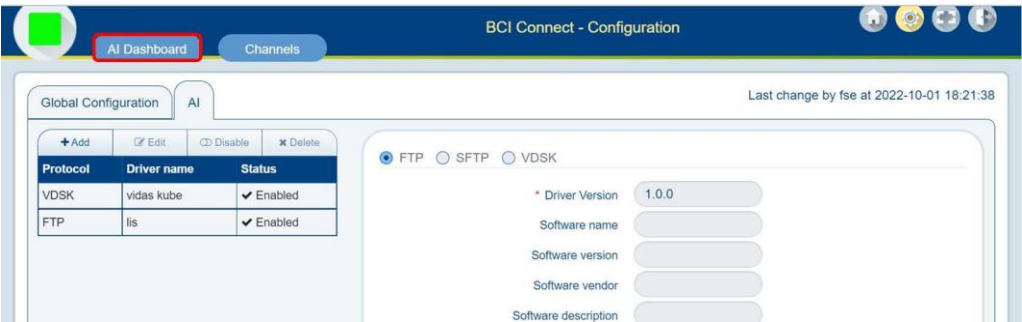 BCI Connect - Configuration
AI Dashboard
Channels
Global Configuration
AI
Last change by fse at 2022-10-01 18:21:38
Add
Edit
Disable
Delete
Protocol Driver name Status
VDSK vidas kube Enabled
FTP lis Enabled
FTP SFTP VDSK
* Driver Version 1.0.0
Software name
Software version
Software vendor
Software description